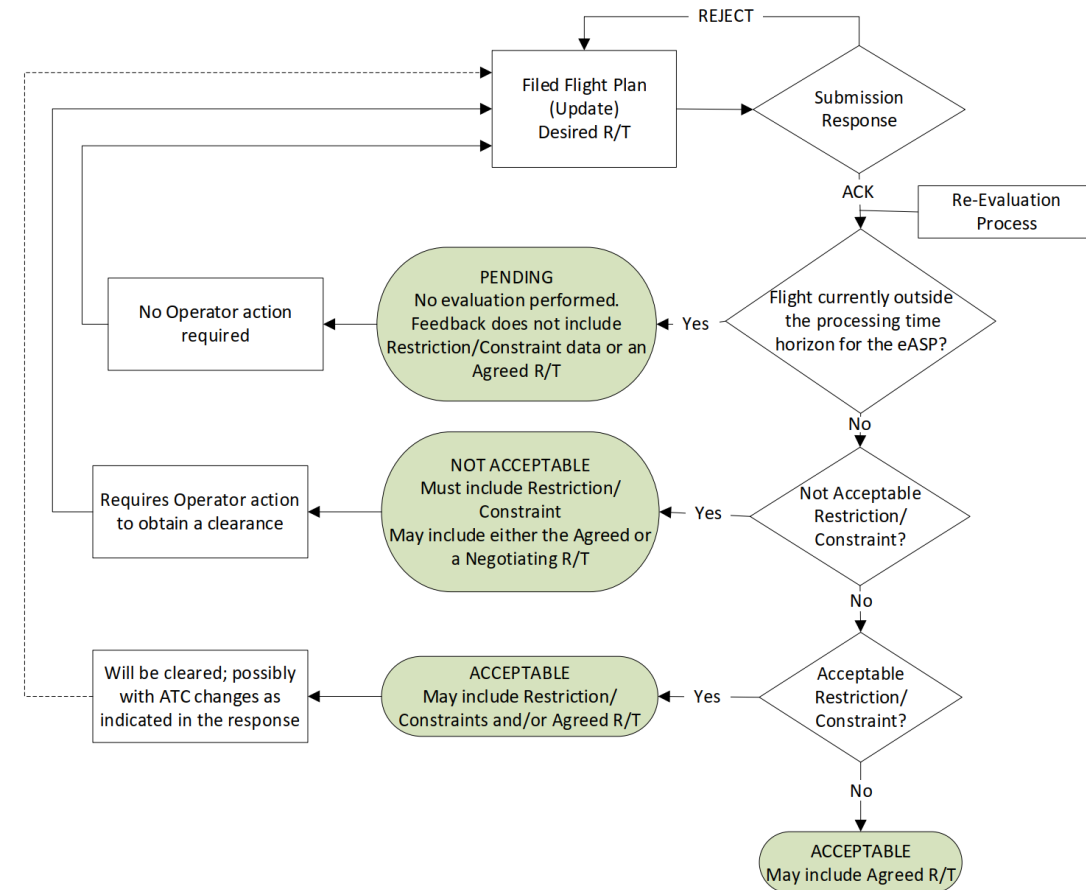 REJECT
Filed Flight Plan
(Update)
Desired R/T
Submission
Response
ACK
Re-Evaluation
Process
Flight currently outside
the processing time
horizon for the eASP?
Yes
PENDING
No evaluation performed.
Feedback does not include
Restriction/Constraint data or an
Agreed R/T
No Operator action
required
No
Not Acceptable
Restriction/
Constraint?
Yes
NOT ACCEPTABLE
Must include Restriction/
Constraint
May include either the Agreed or
a Negotiating R/T
Requires Operator action
to obtain a clearance
No
Acceptable
Restriction/
Constraint?
Yes
ACCEPTABLE
May include Restriction/
Constraints and/or Agreed R/T
Will be cleared; possibly
with ATC changes as
indicated in the response
No
ACCEPTABLE
May include Agreed R/T